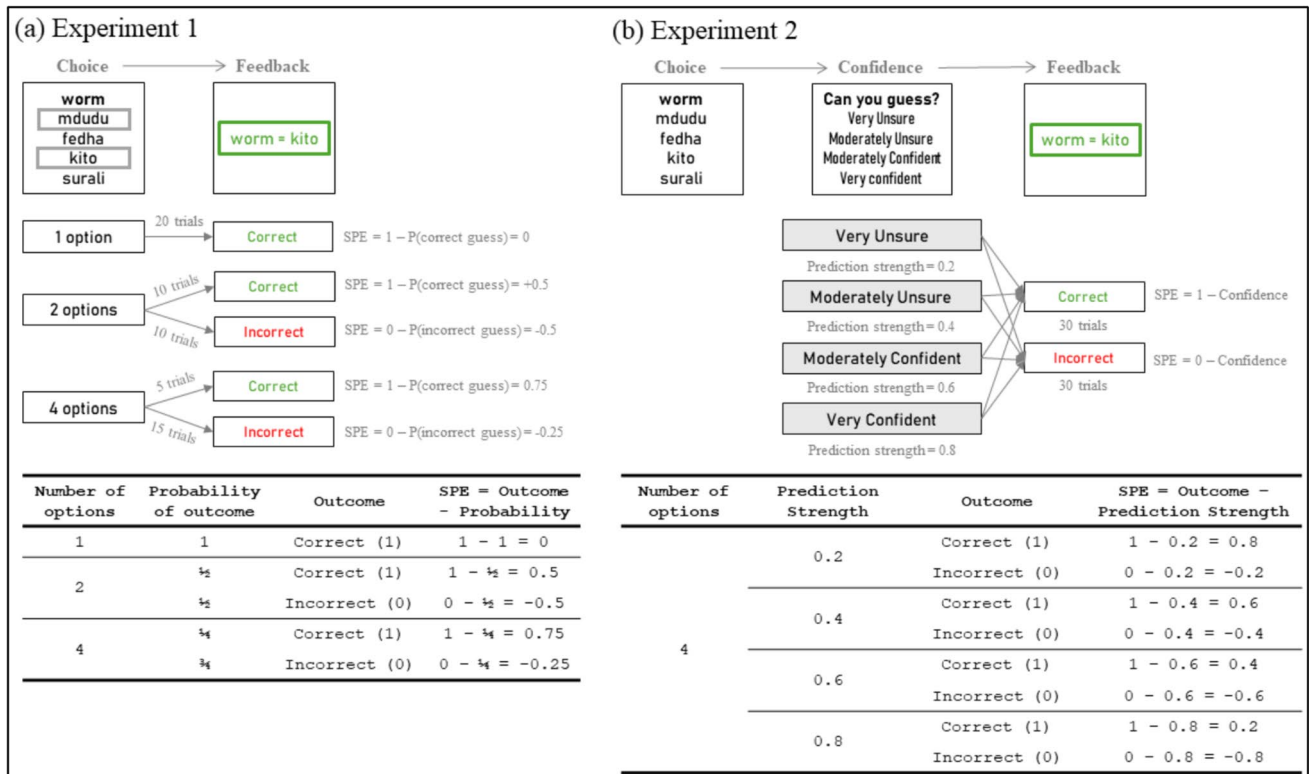 (a) Experiment 1
Choice
Feedback
worm
mdudu
fedha
kito
surali
worm = kito
1 option
20 trials
Correct
SPE = 1 – P(correct guess) = 0
2 options
10 trials
Correct
SPE = 1 – P(correct guess) = +0.5
10 trials
Incorrect
SPE = 0 – P(incorrect guess) = -0.5
4 options
5 trials
Correct
SPE = 1 – P(correct guess) = 0.75
15 trials
Incorrect
SPE = 0 – P(incorrect guess) = -0.25
Number of options
Probability of outcome
Outcome
SPE = Outcome – Probability
1 1 Correct (1) 1 – 1 = 0
2 ½ Correct (1) 1 – ½ = 0.5
½ Incorrect (0) 0 – ½ = -0.5
4 ¼ Correct (1) 1 – ¼ = 0.75
¾ Incorrect (0) 0 – ¼ = -0.25
(b) Experiment 2
Choice
Confidence
Feedback
worm
mdudu
fedha
kito
surali
Can you guess?
Very Unsure
Moderately Unsure
Moderately Confident
Very confident
worm = kito
Very Unsure
Prediction strength = 0.2
Moderately Unsure
Prediction strength = 0.4
Moderately Confident
Prediction strength = 0.6
Very Confident
Prediction strength = 0.8
Correct
30 trials
SPE = 1 – Confidence
Incorrect
30 trials
SPE = 0 – Confidence
Number of options
Prediction Strength
Outcome
SPE = Outcome – Prediction Strength
4
0.2 Correct (1) 1 – 0.2 = 0.8
Incorrect (0) 0 – 0.2 = -0.2
0.4 Correct (1) 1 – 0.4 = 0.6
Incorrect (0) 0 – 0.4 = -0.4
0.6 Correct (1) 1 – 0.6 = 0.4
Incorrect (0) 0 – 0.6 = -0.6
0.8 Correct (1) 1 – 0.8 = 0.2
Incorrect (0) 0 – 0.8 = -0.8